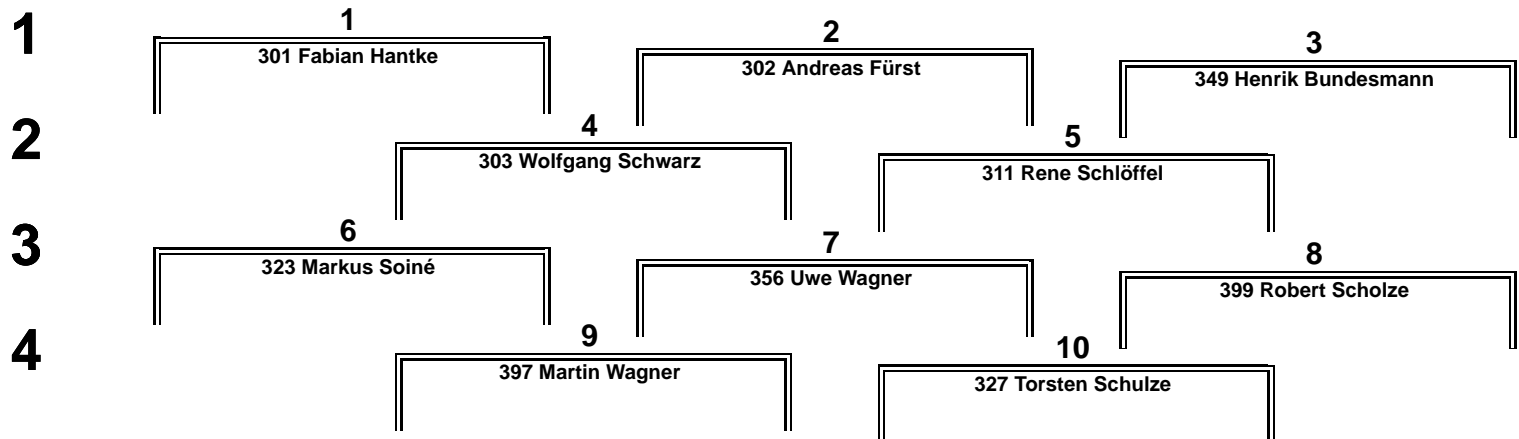 1
1
301 Fabian Hantke
2
302 Andreas Fürst
3
349 Henrik Bundesmann
2
4
303 Wolfgang Schwarz
5
311 Rene Schlöffel
3
6
323 Markus Soiné
7
356 Uwe Wagner
8
399 Robert Scholze
4
9
397 Martin Wagner
10
327 Torsten Schulze